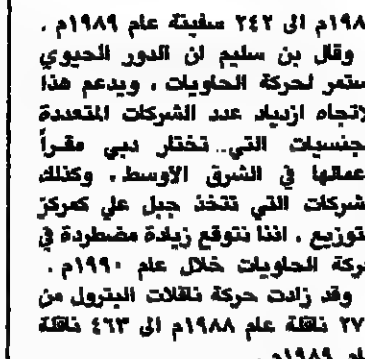 ١٩٨م الى ٢٤٢ سفينة عام ١٩٨٩م .
وقال بن سليم ان الدور الحيوي
ستمر لحركة الحاويات ، ويدعم هذا
لاتجاه ازدياد عدد الشركات المتعددة
لجنسيات التي .. تختار دبي مقراً
عمالها في الشرق الأوسط ، وكذلك
شركات التي تتخذ جبل علي كمركز
توزيع . اننا نتوقع زيادة مضطردة في
حركة الحاويات خلال عام ١٩٩٠م .
وقد زادت حركة ناقلات البترول من
٢٧ ناقلة عام ١٩٨٨م الى ٤٦٣ ناقلة
عام ١٩٨٩م .